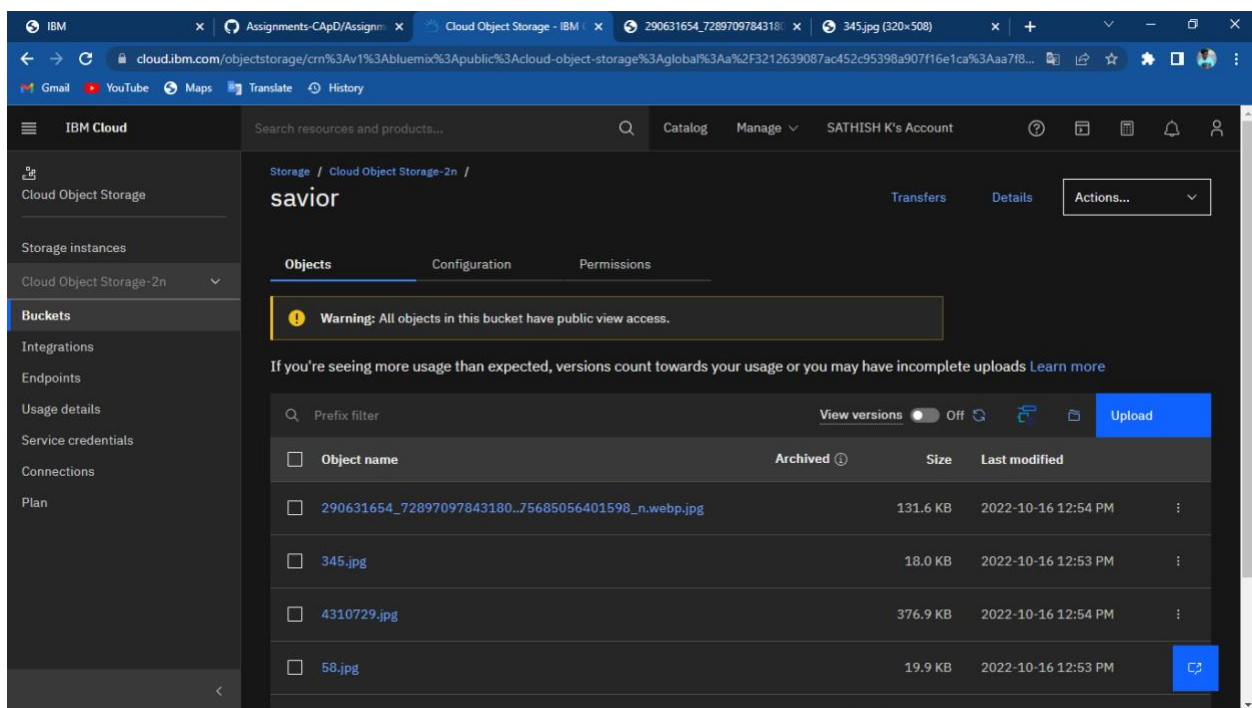 IBM
Assignments-CApD/Assignm
Cloud Object Storage - IBM
290631654_7289709784318
345.jpg (320×508)
cloud.ibm.com/objectstorage/crn%3Av1%3Abluemix%3Apublic%3Acloud-object-storage%3Aglobal%3Aa%2F3212639087ac452c95398a907f16e1ca%3Aaa7f8...
Gmail YouTube Maps Translate History
IBM Cloud
Search resources and products...
Catalog Manage SATHISH K's Account
Cloud Object Storage
Storage instances
Cloud Object Storage-2n
Buckets
Integrations
Endpoints
Usage details
Service credentials
Connections
Plan
Storage / Cloud Object Storage-2n /
savior
Transfers Details Actions...
Objects Configuration Permissions
Warning: All objects in this bucket have public view access.
If you're seeing more usage than expected, versions count towards your usage or you may have incomplete uploads Learn more
Prefix filter View versions Off Upload
Object name Archived Size Last modified
290631654_72897097843180..75685056401598_n.webp.jpg 131.6 KB 2022-10-16 12:54 PM
345.jpg 18.0 KB 2022-10-16 12:53 PM
4310729.jpg 376.9 KB 2022-10-16 12:54 PM
58.jpg 19.9 KB 2022-10-16 12:53 PM